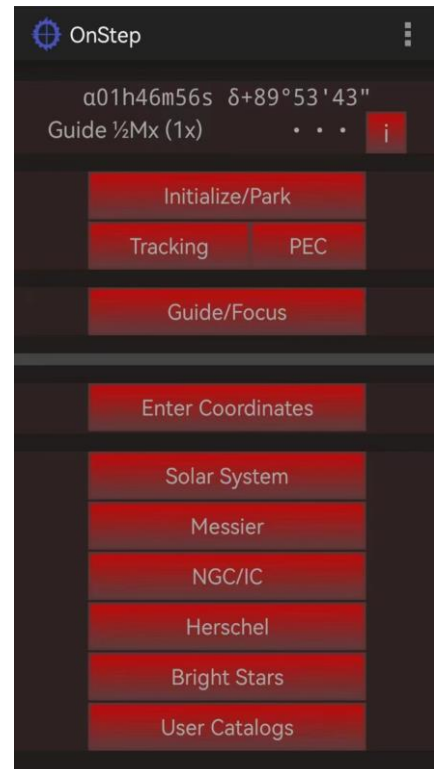 OnStep
α01h46m56s δ+89°53'43"
Guide ½Mx (1x) · · · i
Initialize/Park
Tracking PEC
Guide/Focus
Enter Coordinates
Solar System
Messier
NGC/IC
Herschel
Bright Stars
User Catalogs